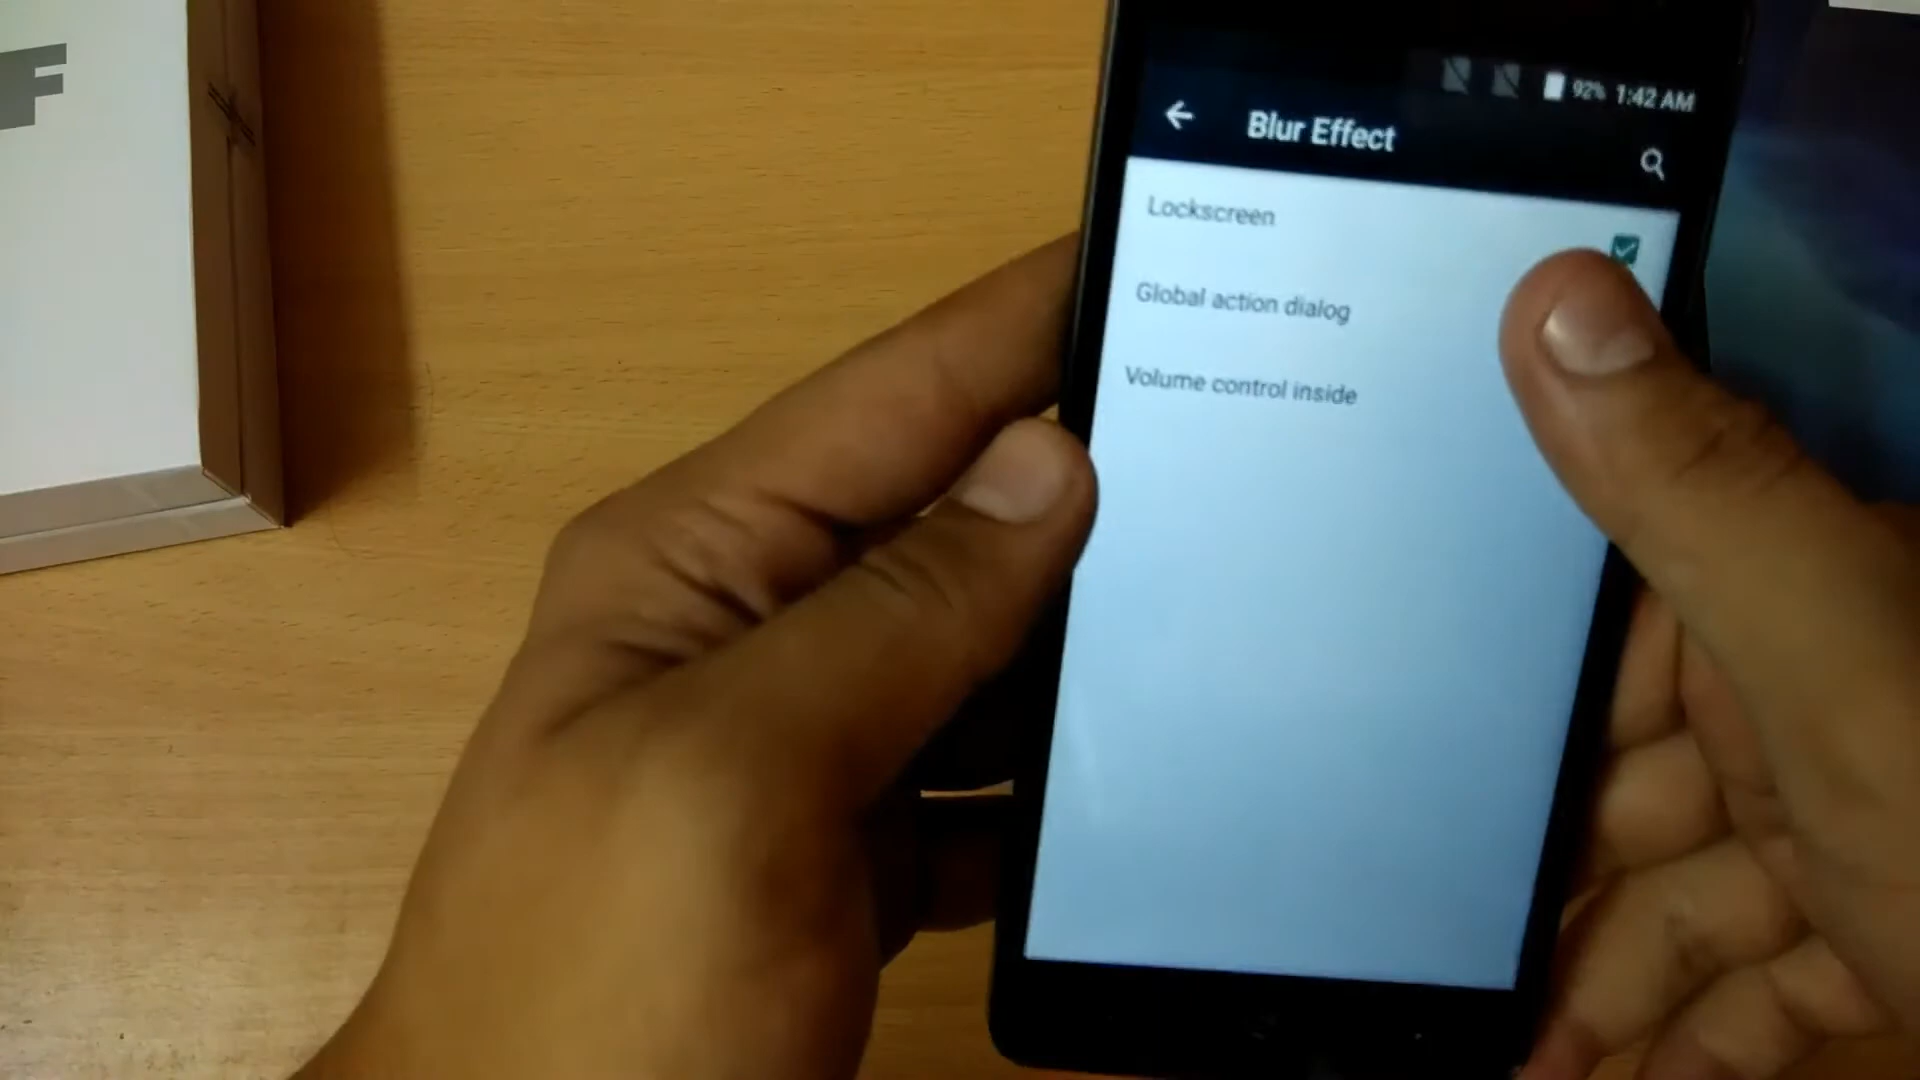 F
92% 1:42 AM
Blur Effect
Lockscreen
Global action dialog
Volume control inside